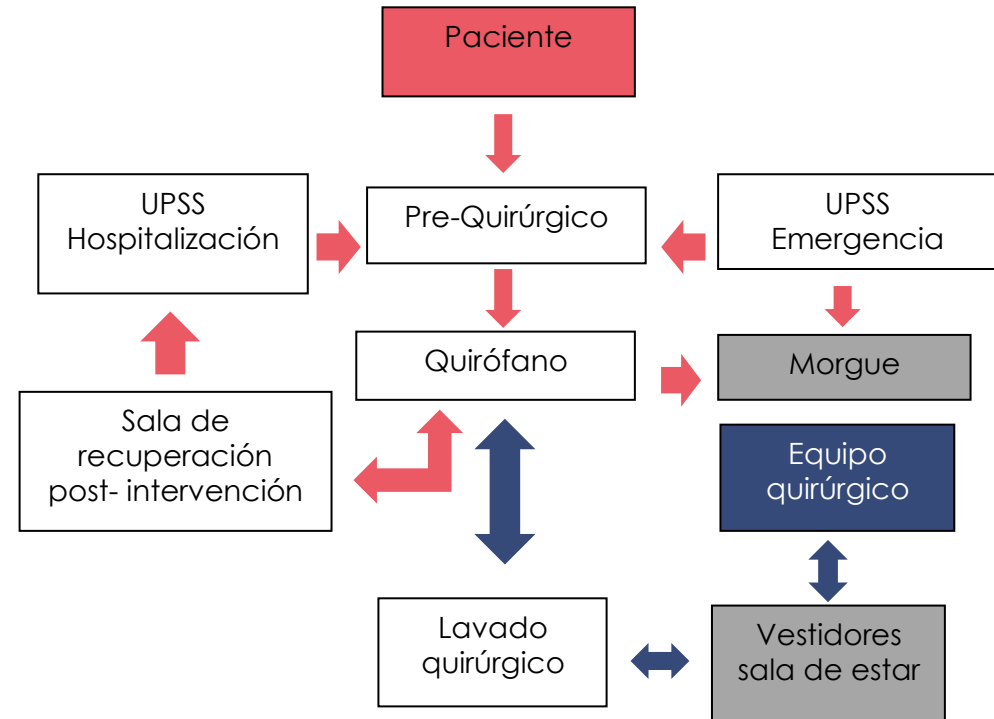 Paciente
UPSS
Hospitalización
Pre-Quirúrgico
UPSS
Emergencia
Quirófano
Morgue
Sala de
recuperación
post- intervención
Equipo
quirúrgico
Lavado
quirúrgico
Vestidores
sala de estar